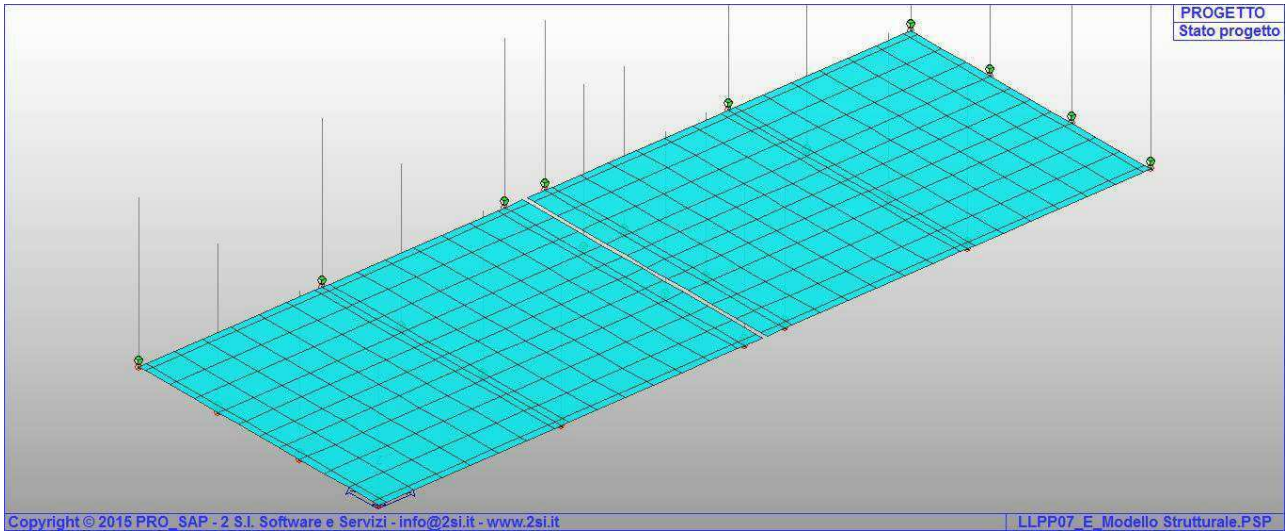 PROGETTO
Stato progetto
Copyright © 2015 PRO_SAP - 2 S.I. Software e Servizi - info@2si.it - www.2si.it
LLPP07_E_Modello Strutturale.PSP